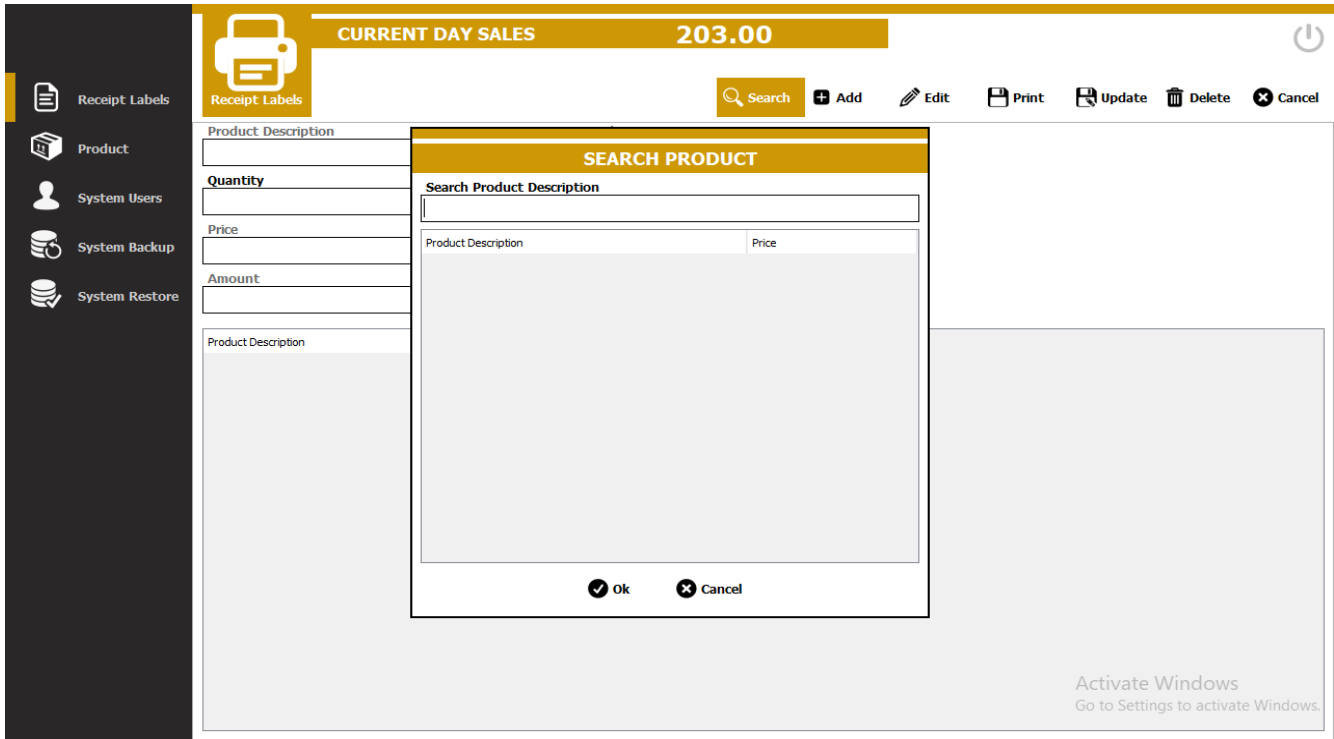 CURRENT DAY SALES 203.00
Receipt Labels
Product
System Users
System Backup
System Restore
Receipt Labels
Search Add Edit Print Update Delete Cancel
Product Description
Quantity
Price
Amount
Product Description
SEARCH PRODUCT
Search Product Description
Product Description Price
Ok Cancel
Activate Windows
Go to Settings to activate Windows.